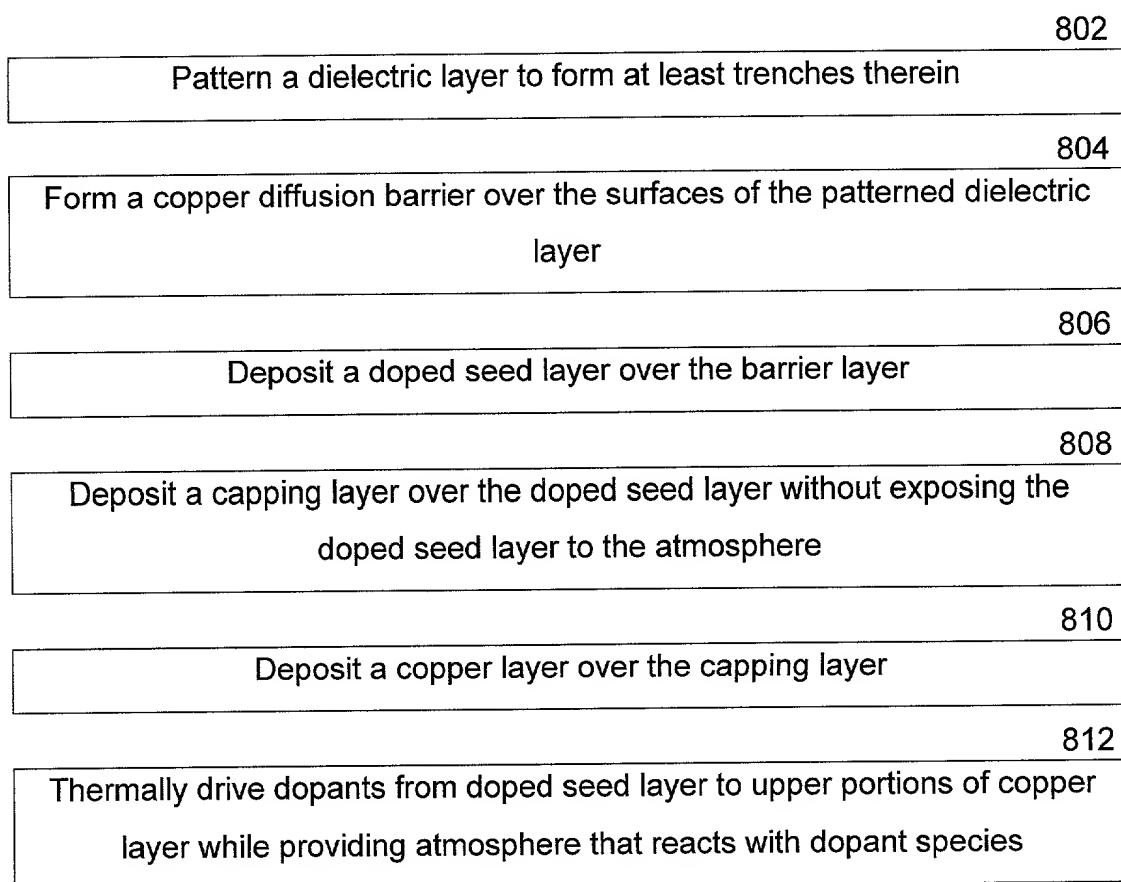 802
Pattern a dielectric layer to form at least trenches therein
804
Form a copper diffusion barrier over the surfaces of the patterned dielectric
layer
806
Deposit a doped seed layer over the barrier layer
808
Deposit a capping layer over the doped seed layer without exposing the
doped seed layer to the atmosphere
810
Deposit a copper layer over the capping layer
812
Thermally drive dopants from doped seed layer to upper portions of copper
layer while providing atmosphere that reacts with dopant species